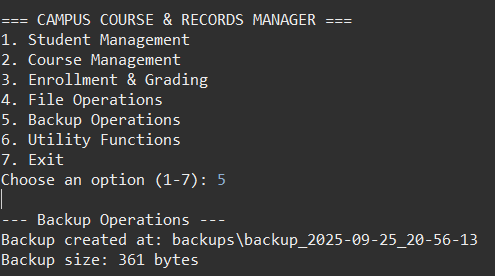 === CAMPUS COURSE & RECORDS MANAGER ===
1. Student Management
2. Course Management
3. Enrollment & Grading
4. File Operations
5. Backup Operations
6. Utility Functions
7. Exit
Choose an option (1-7): 5
--- Backup Operations ---
Backup created at: backups\backup_2025-09-25_20-56-13
Backup size: 361 bytes